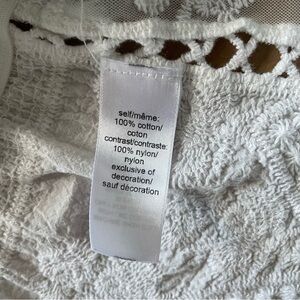 self/même:
100% cotton/
coton
contrast/contraste:
100% nylon/
nylon
exclusive of
decoration/
sauf décoration